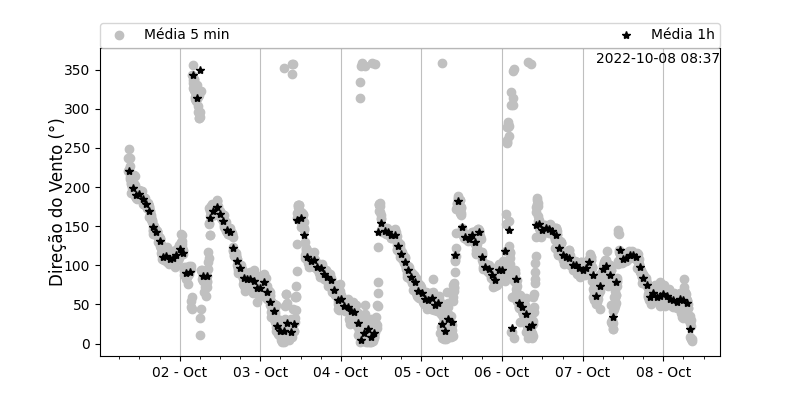 Média 5 min
Média 1h
2022-10-08 08:37
Direção do Vento (°)
350
300
250
200
150
100
50
0
02 - Oct
03 - Oct
04 - Oct
05 - Oct
06 - Oct
07 - Oct
08 - Oct